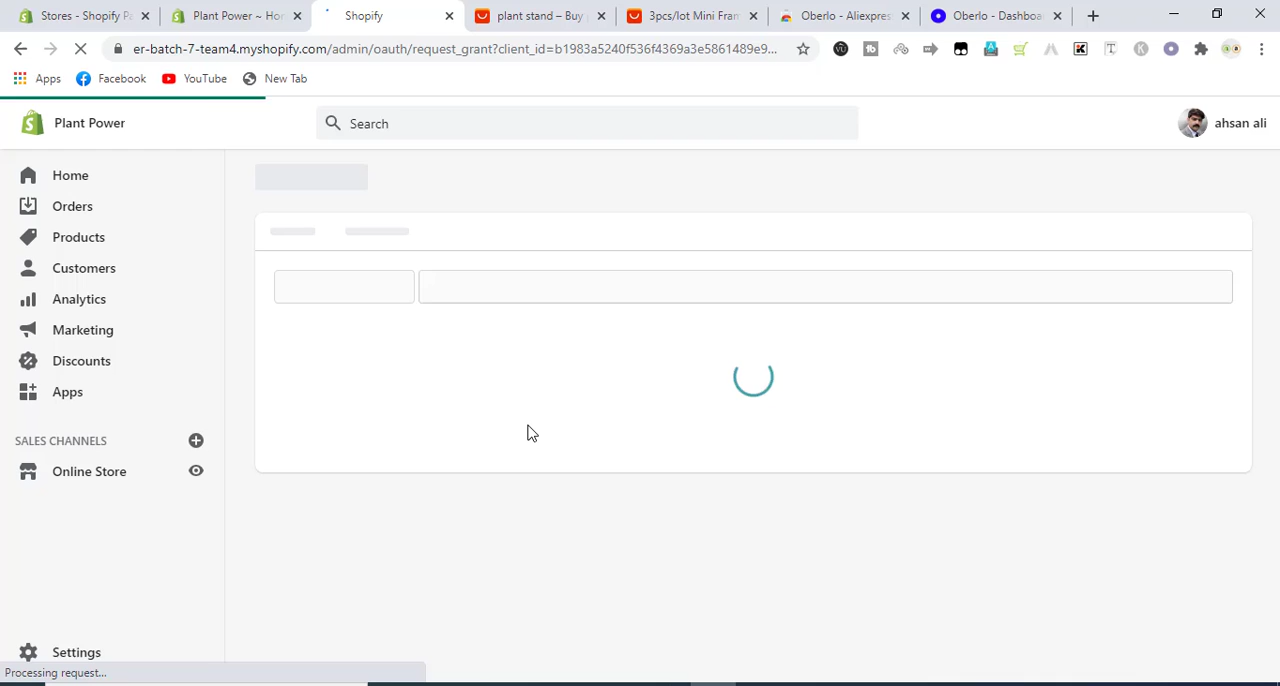 Stores - Shopify Pa
Plant Power ~ Ho
Shopify
plant stand – Buy
3pcs/lot Mini Fram
Oberlo - Aliexpres
Oberlo - Dashboa
er-batch-7-team4.myshopify.com/admin/oauth/request_grant?client_id=b1983a5240f536f4369a3e5861489e9...
Apps
Facebook
YouTube
New Tab
Plant Power
Search
ahsan ali
Home
Orders
Products
Customers
Analytics
Marketing
Discounts
Apps
SALES CHANNELS
Online Store
Settings
Processing request...